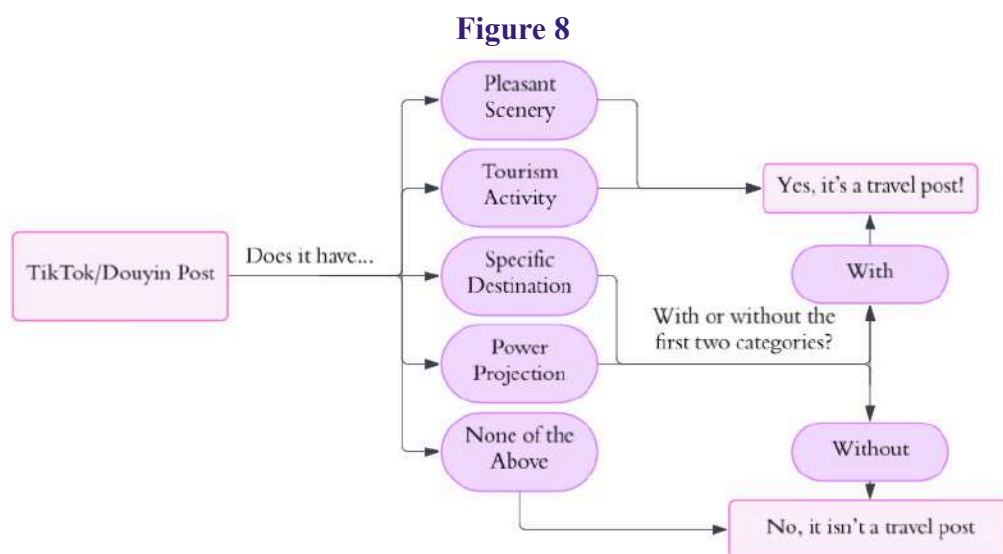 Figure 8
Pleasant
Scenery
Tourism
Activity
Yes, it's a travel post!
TikTok/Douyin Post
Does it have...
Specific
Destination
With
With or without the
first two categories?
Power
Projection
None of the
Above
Without
No, it isn't a travel post